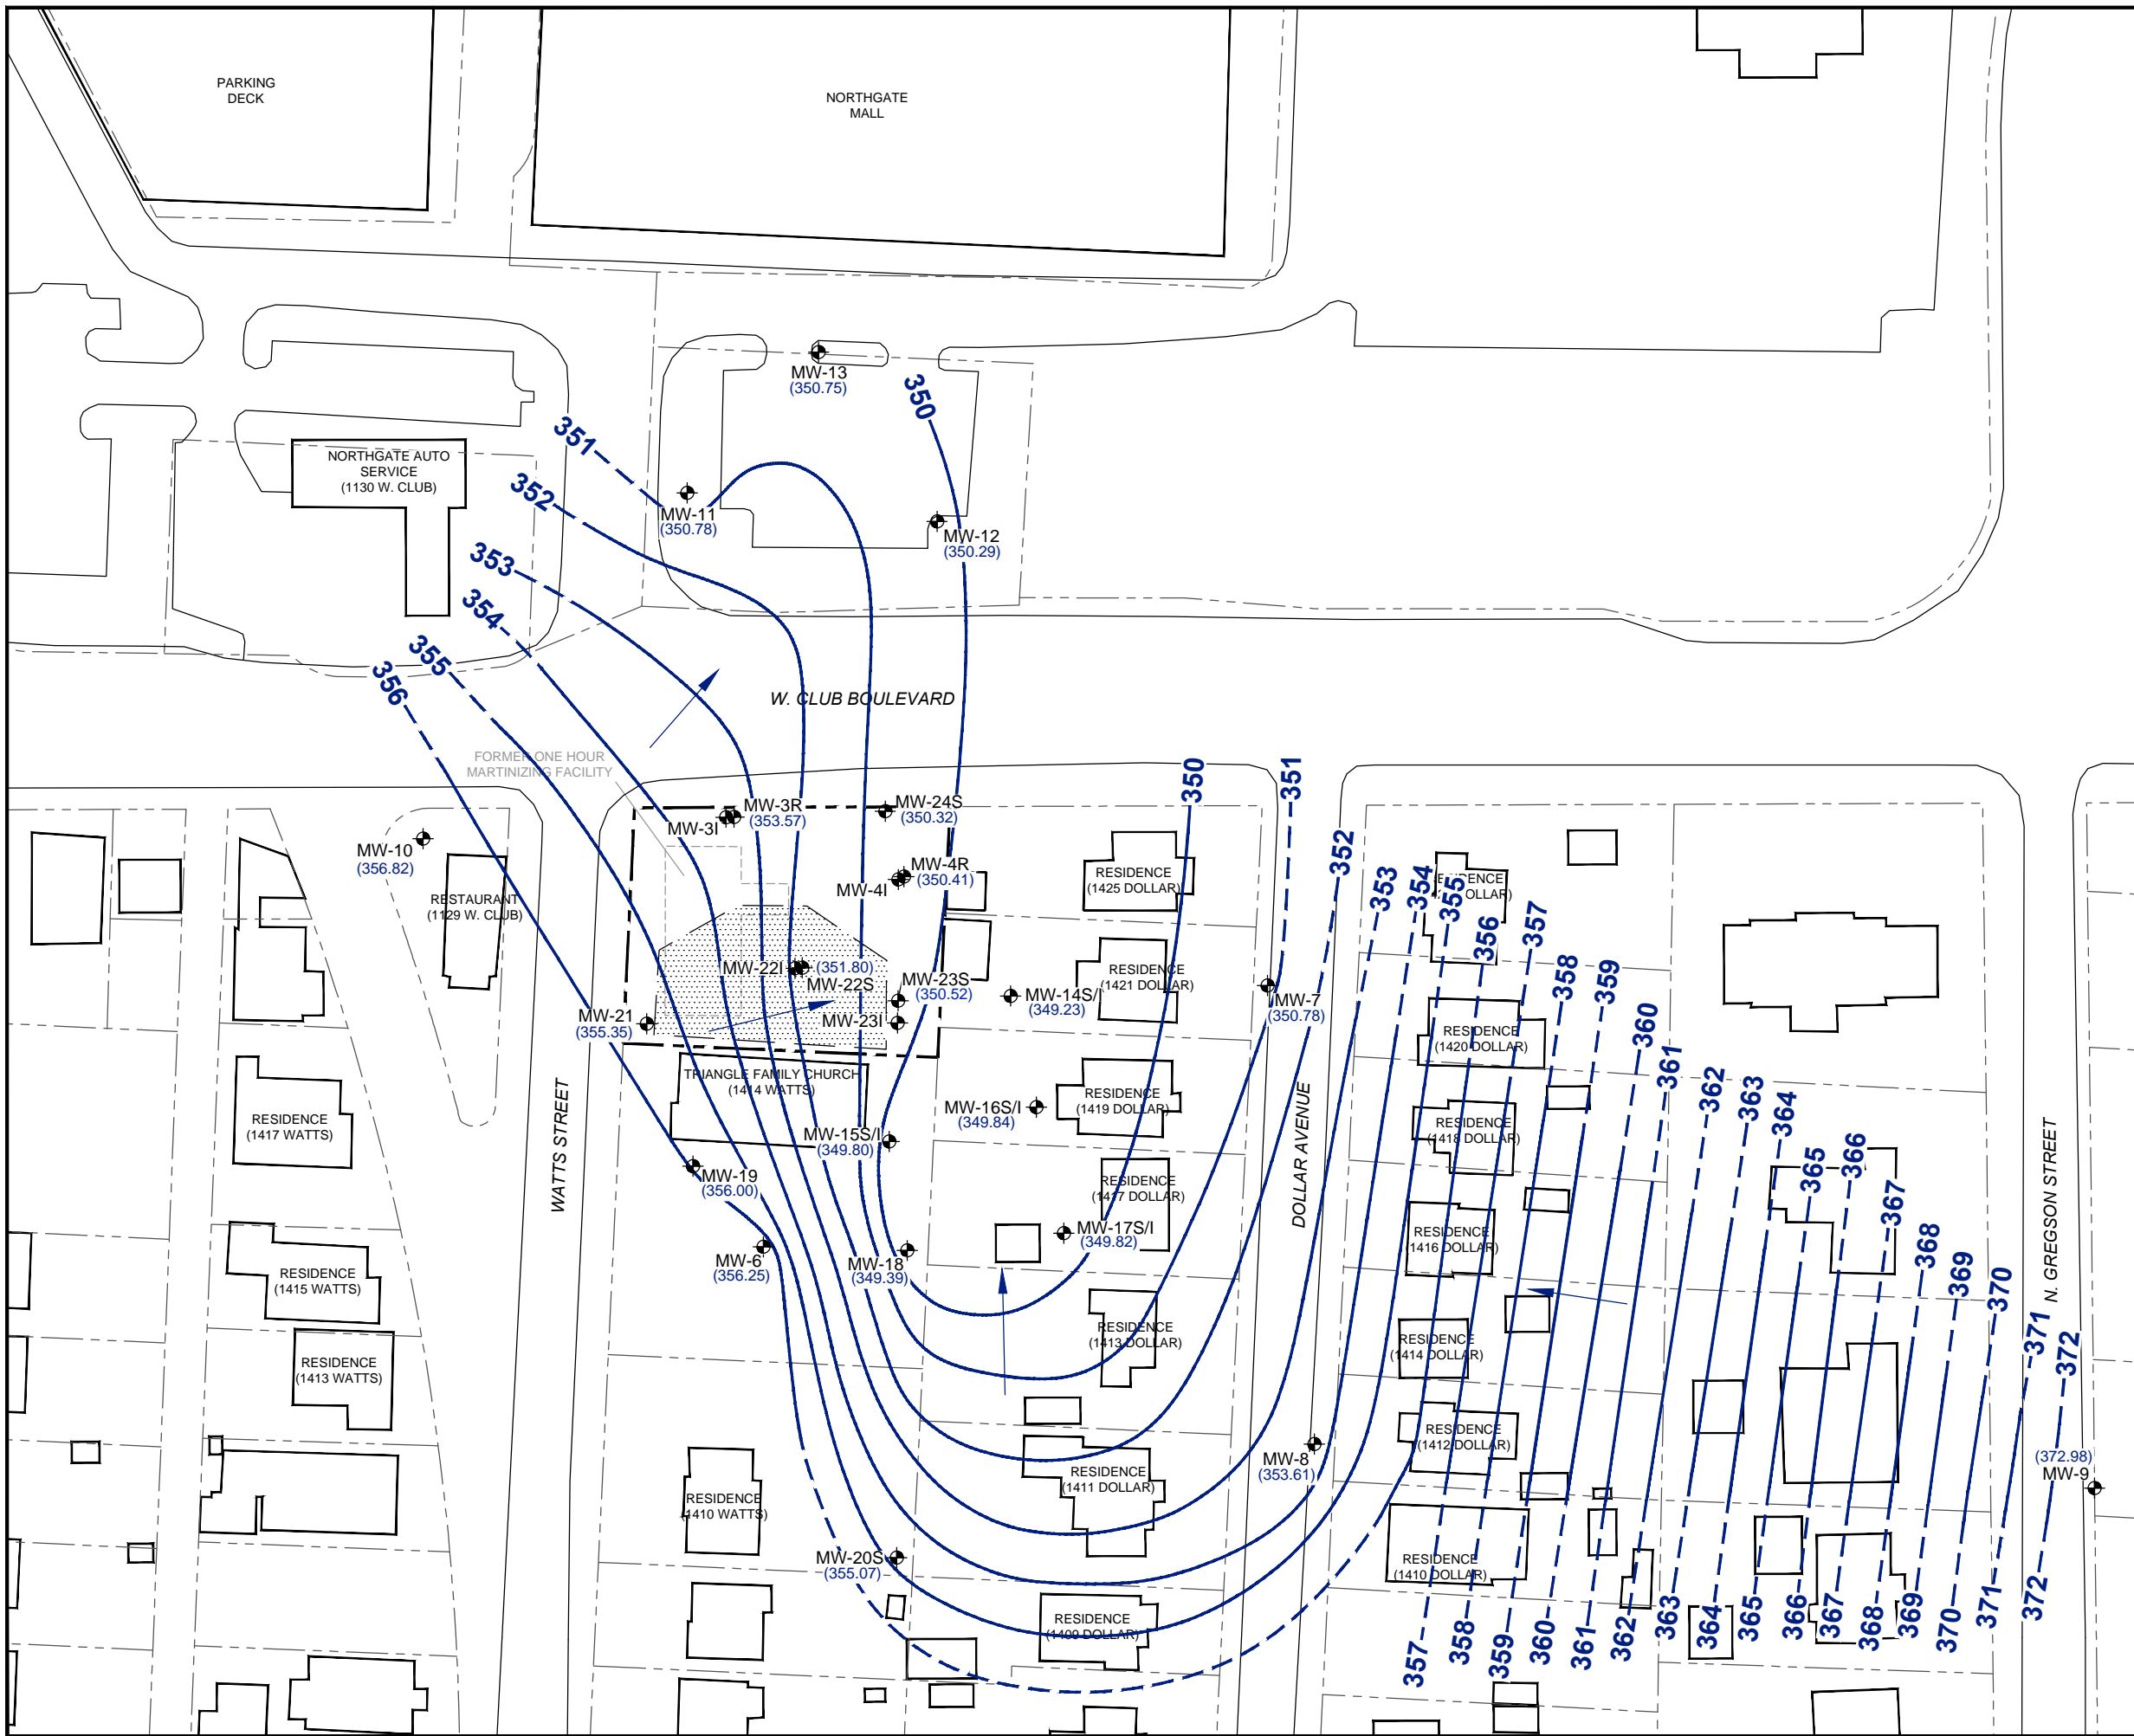 PARKING
DECK
NORTHGATE
MALL
MW-13
(350.75)
350
351
NORTHGATE AUTO
SERVICE
(1130 W. CLUB)
352
MW-11
(350.78)
MW-12
(350.29)
353
354
355
356
W. CLUB BOULEVARD
FORMER ONE HOUR
MARTINIZING FACILITY
350
351
MW-3R
(353.57)
MW-3I
MW-24S
(350.32)
MW-10
(356.82)
352
353
354
355
356
357
358
359
360
361
362
363
364
365
366
367
368
369
370
371
372
MW-4R
(350.41)
MW-4I
RESTAURANT
(1129 W. CLUB)
RESIDENCE
(1425 DOLLAR)
MW-22I
(351.80)
MW-22S
MW-23S
(350.52)
MW-23I
MW-14S/I
(349.23)
RESIDENCE
(1421 DOLLAR)
MW-7
(350.78)
MW-21
(355.35)
RESIDENCE
(1420 DOLLAR)
TRIANGLE FAMILY CHURCH
(1414 WATTS)
MW-16S/I
(349.84)
RESIDENCE
(1419 DOLLAR)
RESIDENCE
(1417 WATTS)
WATTS STREET
DOLLAR AVENUE
N. GREGSON STREET
MW-15S/I
(349.80)
RESIDENCE
(1418 DOLLAR)
MW-19
(356.00)
RESIDENCE
(1417 DOLLAR)
MW-6
(356.25)
MW-18
(349.39)
MW-17S/I
(349.82)
RESIDENCE
(1416 DOLLAR)
RESIDENCE
(1415 WATTS)
RESIDENCE
(1413 DOLLAR)
RESIDENCE
(1414 DOLLAR)
RESIDENCE
(1413 WATTS)
RESIDENCE
(1412 DOLLAR)
MW-8
(353.61)
(372.98)
MW-9
RESIDENCE
(1411 DOLLAR)
RESIDENCE
(1410 WATTS)
MW-20S
(355.07)
RESIDENCE
(1410 DOLLAR)
RESIDENCE
(1409 DOLLAR)
357
358
359
360
361
362
363
364
365
366
367
368
369
370
371
372